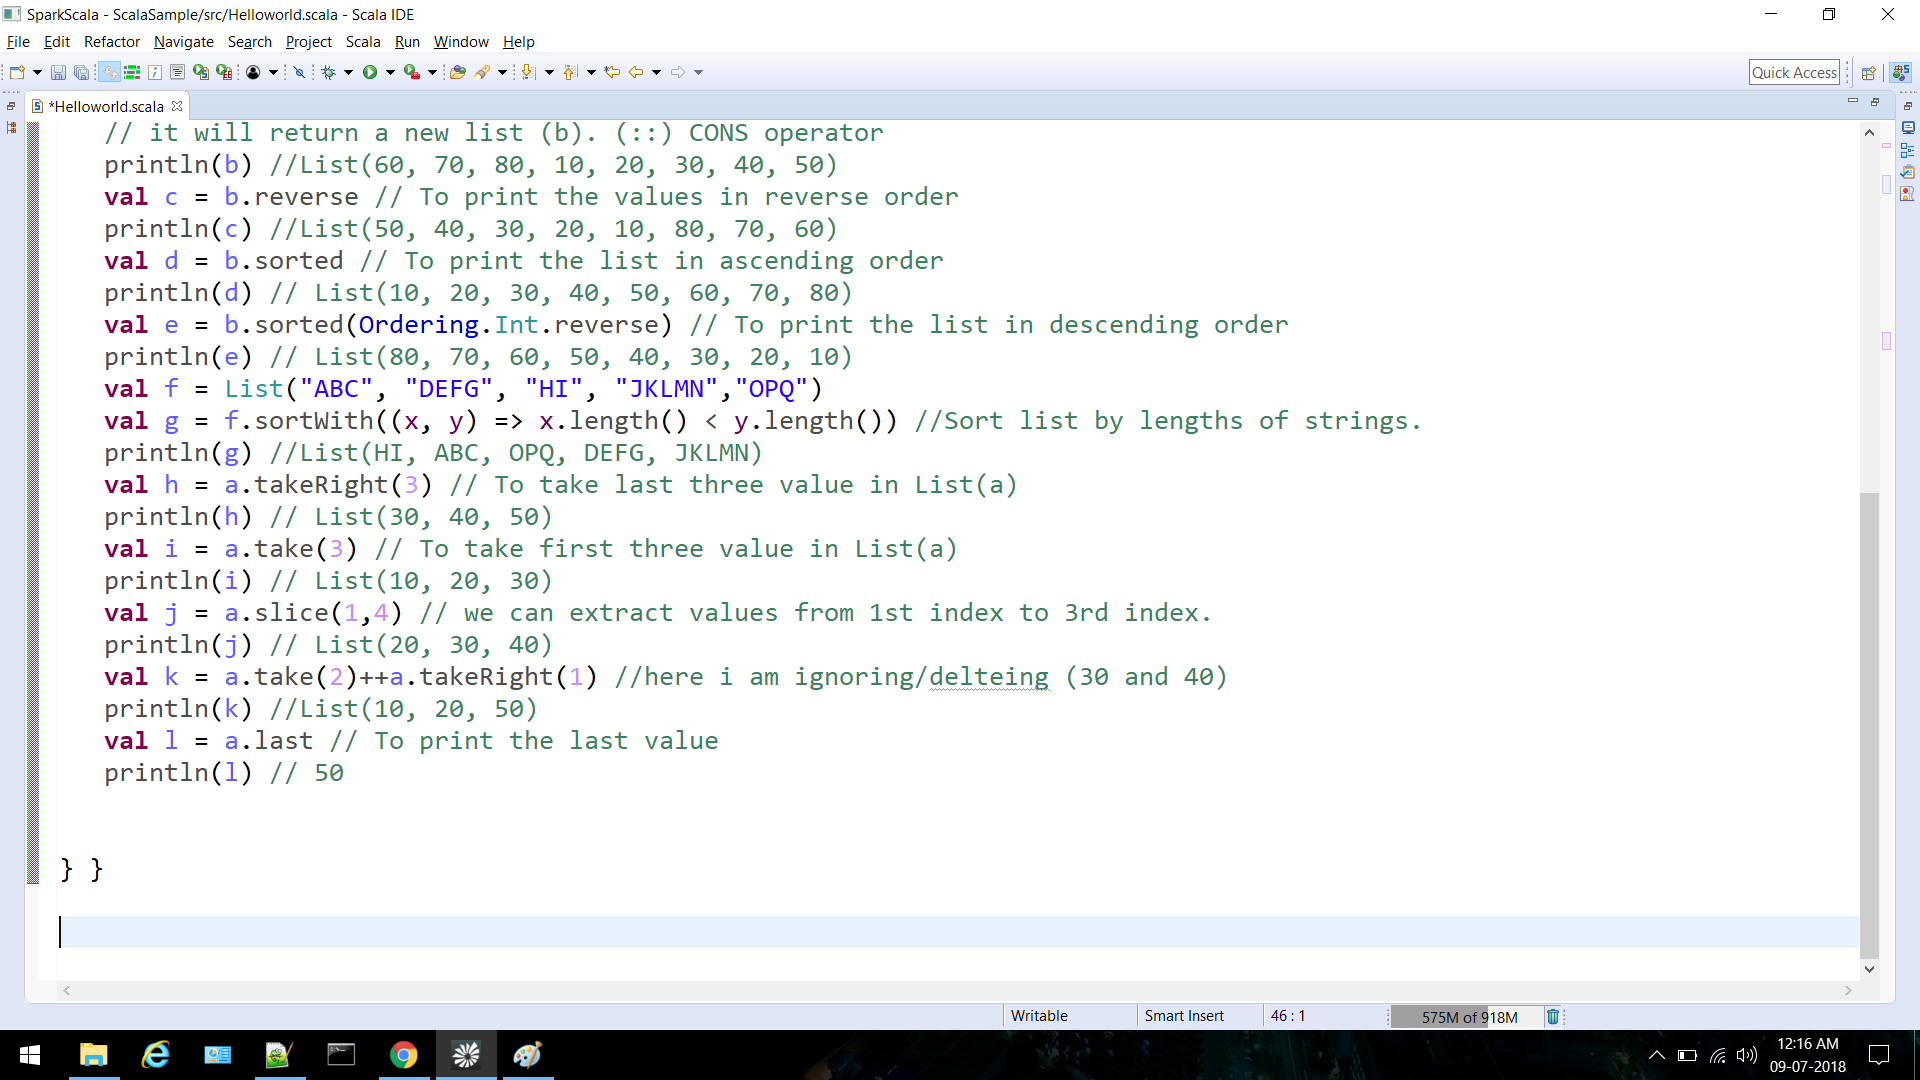 SparkScala - ScalaSample/src/Helloworld.scala - Scala IDE
File Edit Refactor Navigate Search Project Scala Run Window Help
Quick Access
*Helloworld.scala
// it will return a new list (b). (::) CONS operator
println(b) //List(60, 70, 80, 10, 20, 30, 40, 50)
val c = b.reverse // To print the values in reverse order
println(c) //List(50, 40, 30, 20, 10, 80, 70, 60)
val d = b.sorted // To print the list in ascending order
println(d) // List(10, 20, 30, 40, 50, 60, 70, 80)
val e = b.sorted(Ordering.Int.reverse) // To print the list in descending order
println(e) // List(80, 70, 60, 50, 40, 30, 20, 10)
val f = List("ABC", "DEFG", "HI", "JKLMN","OPQ")
val g = f.sortWith((x, y) => x.length() < y.length()) //Sort list by lengths of strings.
println(g) //List(HI, ABC, OPQ, DEFG, JKLMN)
val h = a.takeRight(3) // To take last three value in List(a)
println(h) // List(30, 40, 50)
val i = a.take(3) // To take first three value in List(a)
println(i) // List(10, 20, 30)
val j = a.slice(1,4) // we can extract values from 1st index to 3rd index.
println(j) // List(20, 30, 40)
val k = a.take(2)++a.takeRight(1) //here i am ignoring/delteing (30 and 40)
println(k) //List(10, 20, 50)
val l = a.last // To print the last value
println(l) // 50
} }
Writable Smart Insert 46 : 1 575M of 918M
12:16 AM
09-07-2018